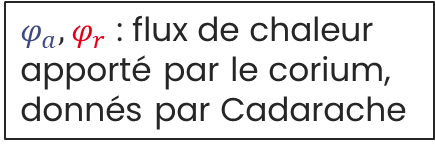 φₐ, φᵣ : flux de chaleur
apporté par le corium,
donnés par Cadarache